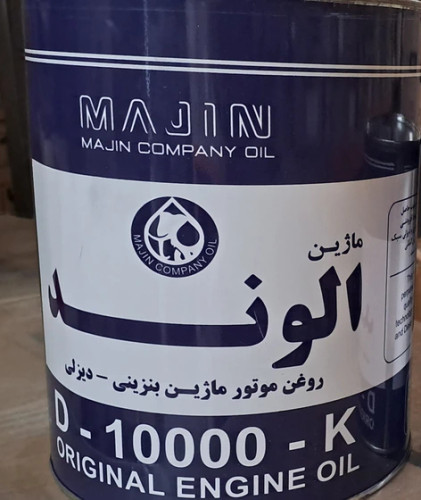 MAJIN
MAJIN COMPANY OIL
MAJIN COMPANY OIL
ماژین
الوند
روغن موتور ماژین بنزینی - دیزلی
D - 10000 - K
ORIGINAL ENGINE OIL